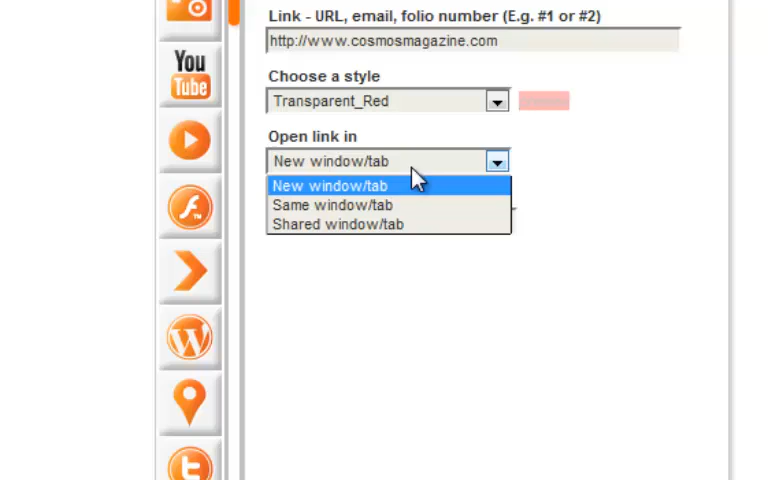 Link - URL, email, folio number (E.g. #1 or #2)
http://www.cosmosmagazine.com
You
Tube
Choose a style
Transparent_Red
Open link in
New window/tab
New window/tab
Same window/tab
Shared window/tab